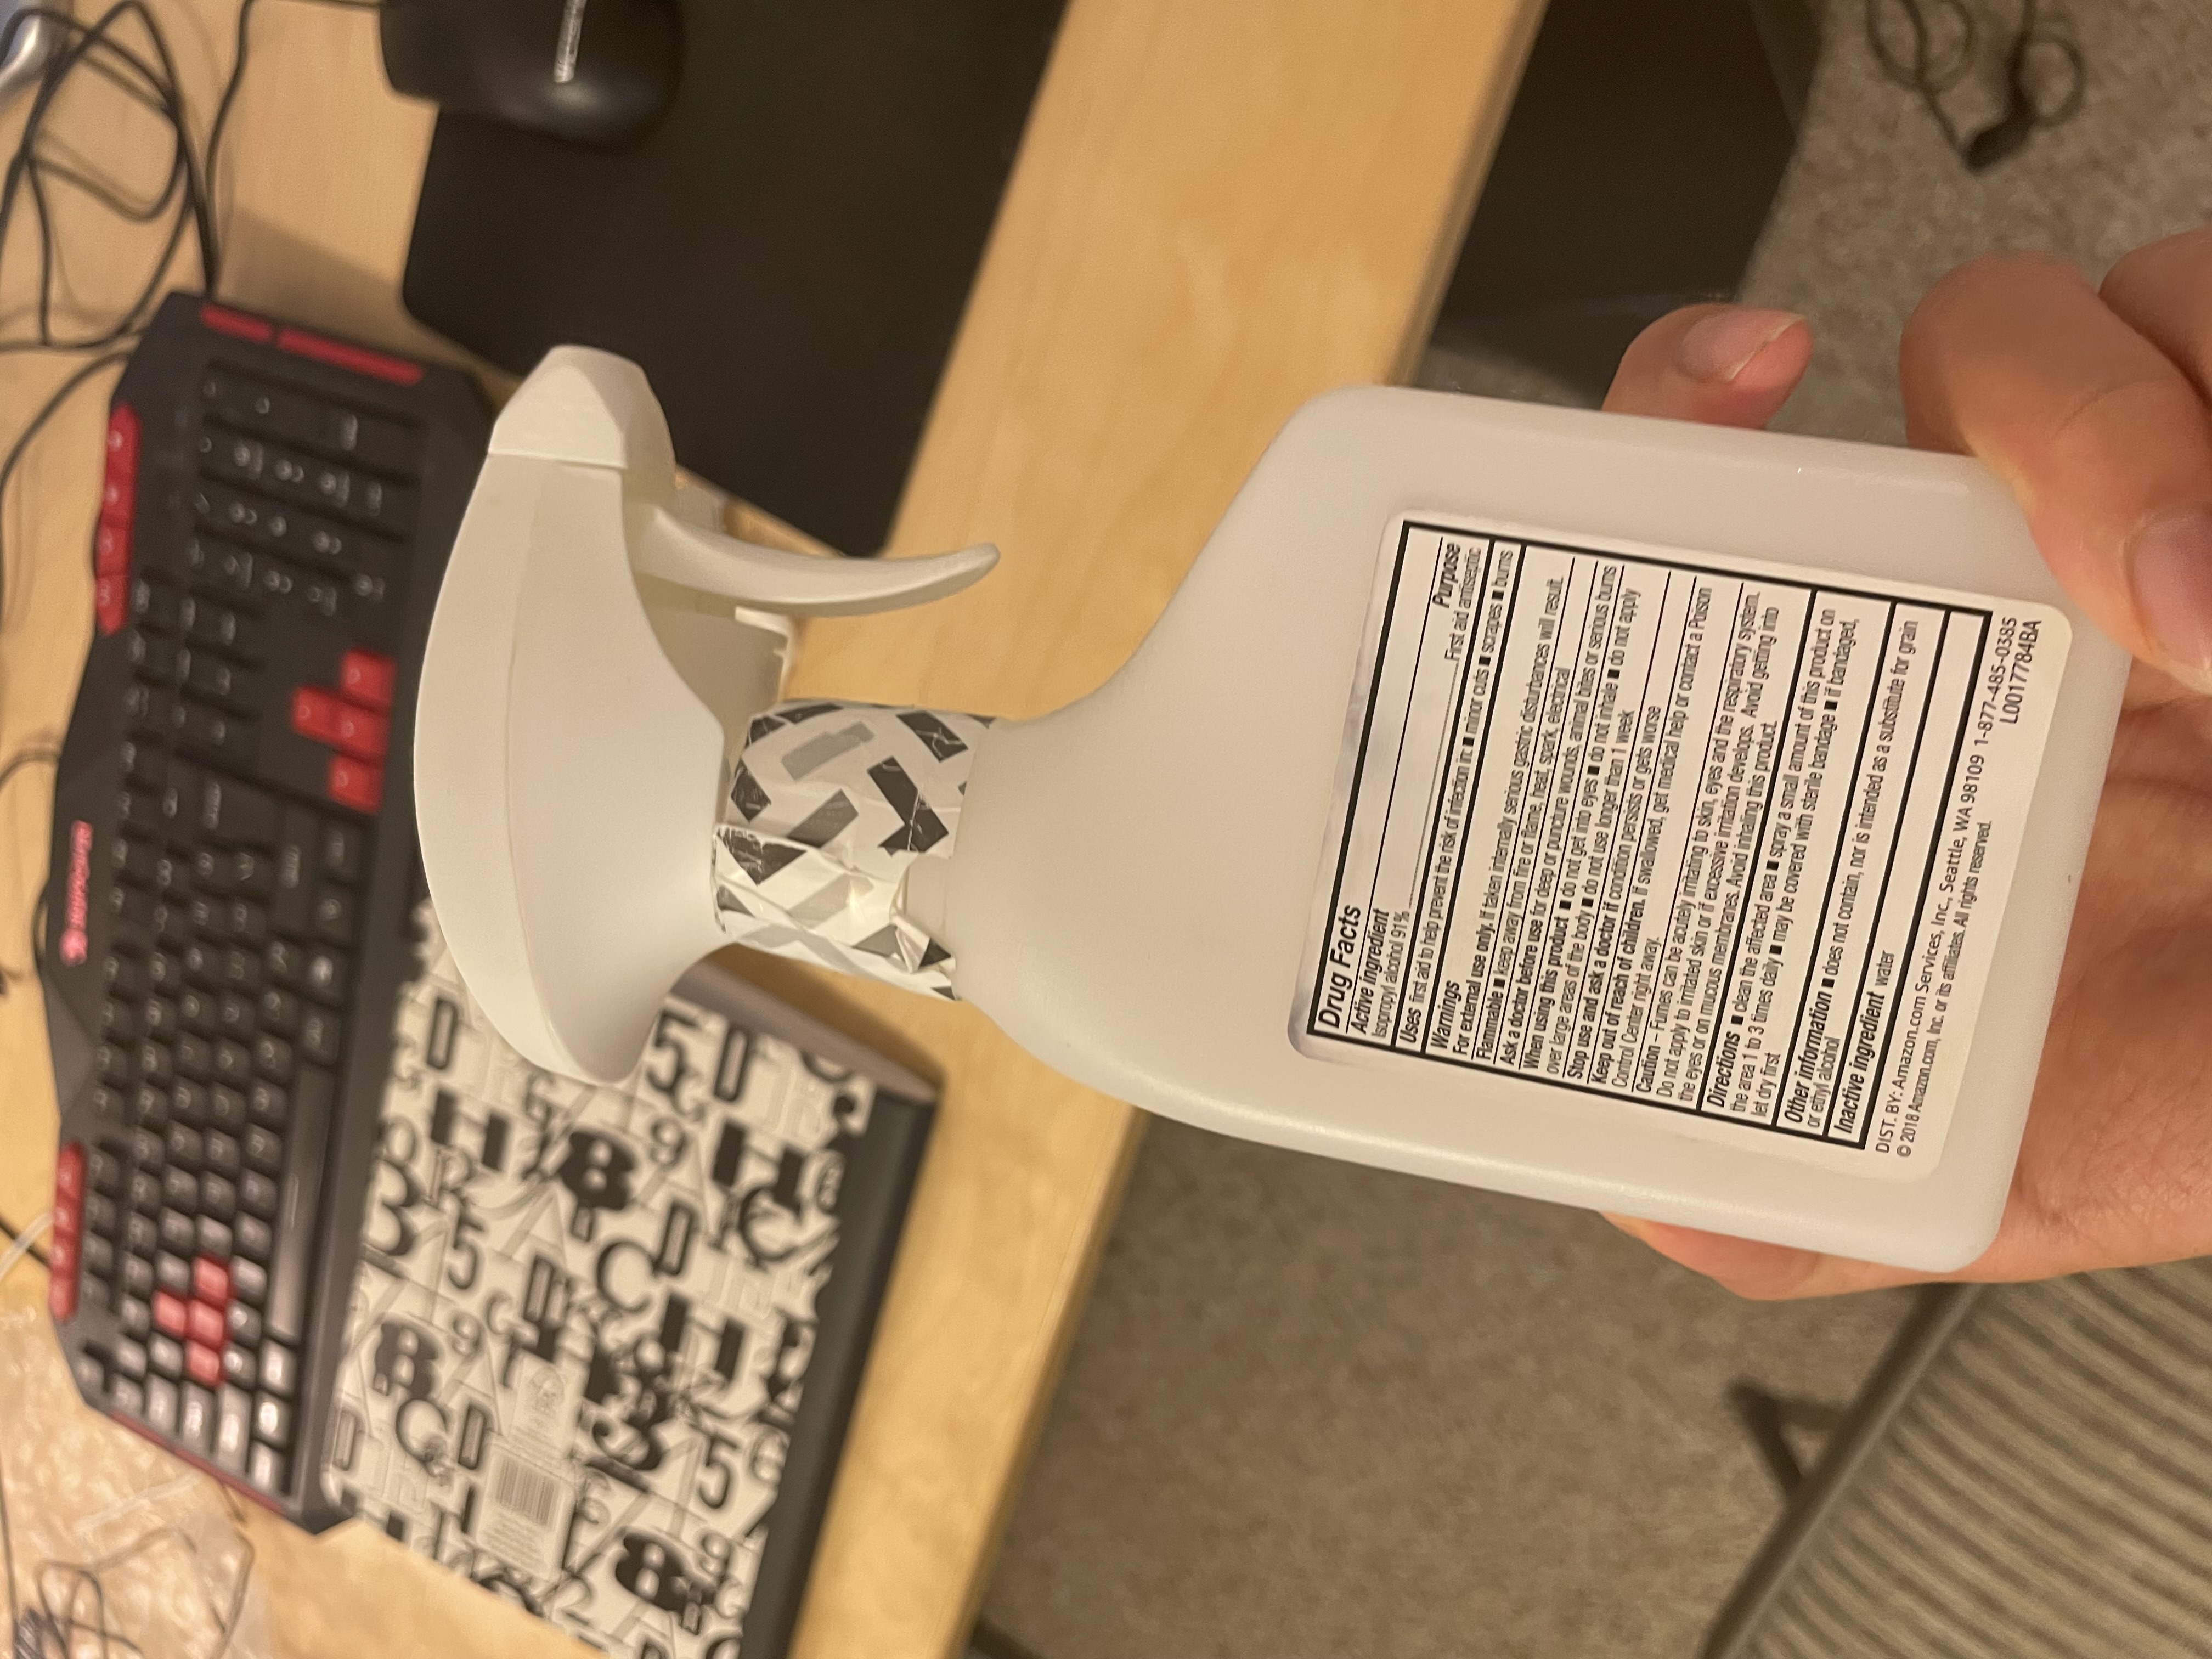 Drug Facts
Active ingredient
Purpose
Isopropyl alcohol 91% First aid antiseptic
Uses first aid to help prevent the risk of infection in: ■ minor cuts ■ scrapes ■ burns
Warnings
For external use only. If taken internally serious gastric disturbances will result.
Flammable ■ keep away from fire or flame, heat, spark, electrical
Ask a doctor before use for deep or puncture wounds, animal bites or serious burns
When using this product ■ do not get into eyes ■ do not inhale ■ do not apply
over large areas of the body ■ do not use longer than 1 week
Stop use and ask a doctor if condition persists or gets worse
Keep out of reach of children. If swallowed, get medical help or contact a Poison
Control Center right away.
Caution – Fumes can be acutely irritating to skin, eyes and the respiratory system.
Do not apply to irritated skin or if excessive irritation develops. Avoid getting into
the eyes or on mucous membranes. Avoid inhaling this product.
Directions ■ clean the affected area ■ spray a small amount of this product on
the area 1 to 3 times daily ■ may be covered with sterile bandage ■ if bandaged,
let dry first
Other information ■ does not contain, nor is intended as a substitute for grain
or ethyl alcohol
Inactive ingredient water
DIST. BY: Amazon.com Services, Inc., Seattle, WA 98109 1-877-485-0385
© 2018 Amazon.com, Inc. or its affiliates. All rights reserved.
L0017784BA